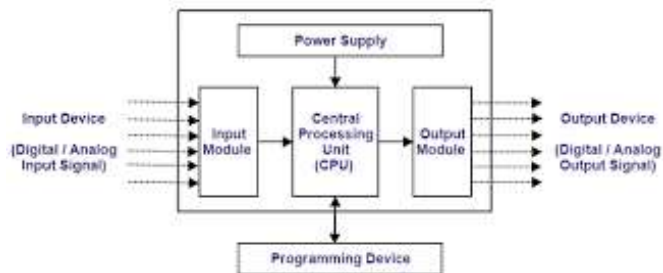 Power Supply
Input Device
(Digital / Analog
Input Signal)
Input
Module
Central
Processing
Unit
(CPU)
Output
Module
Output Device
(Digital / Analog
Output Signal)
Programming Device